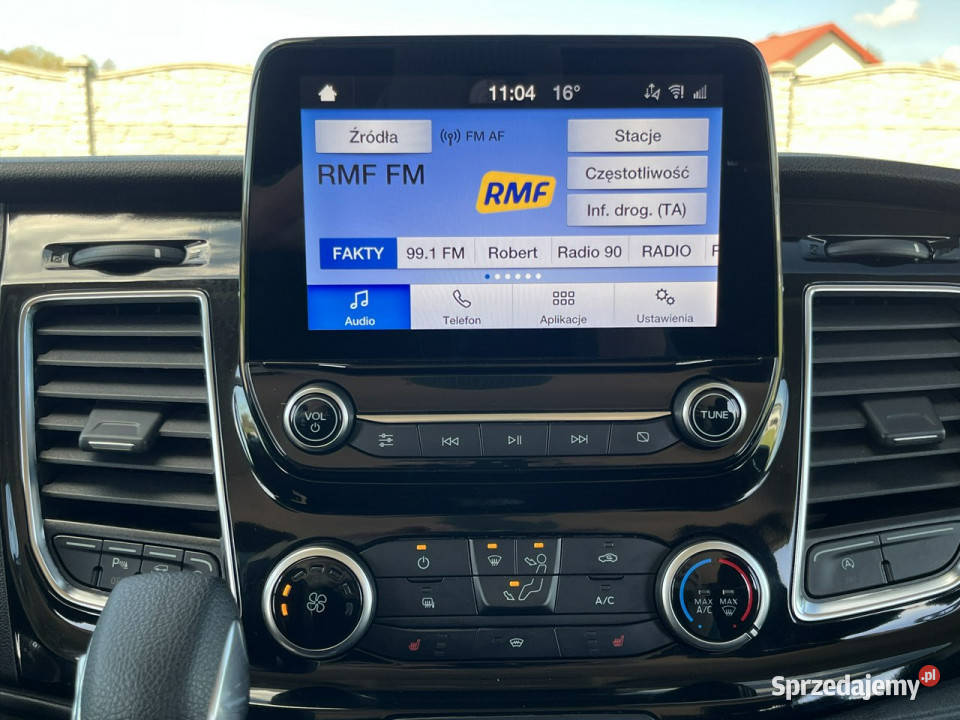 11:04 16°
Źródła FM AF Stacje
RMF FM Częstotliwość
RMF
Inf. drog. (TA)
FAKTY 99.1 FM Robert Radio 90 RADIO
Audio Telefon Aplikacje Ustawienia
VOL TUNE
A/C
MAX A/C MAX
Sprzedajemy.pl